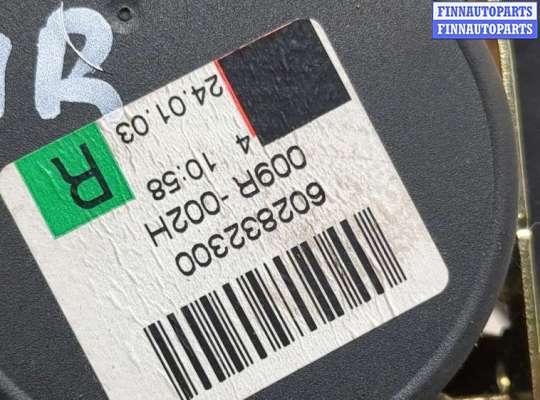 FINNAUTOPARTS
FINNAUTOPARTS
R
R
24.01.03
4 10:58
009R -002H
602832300